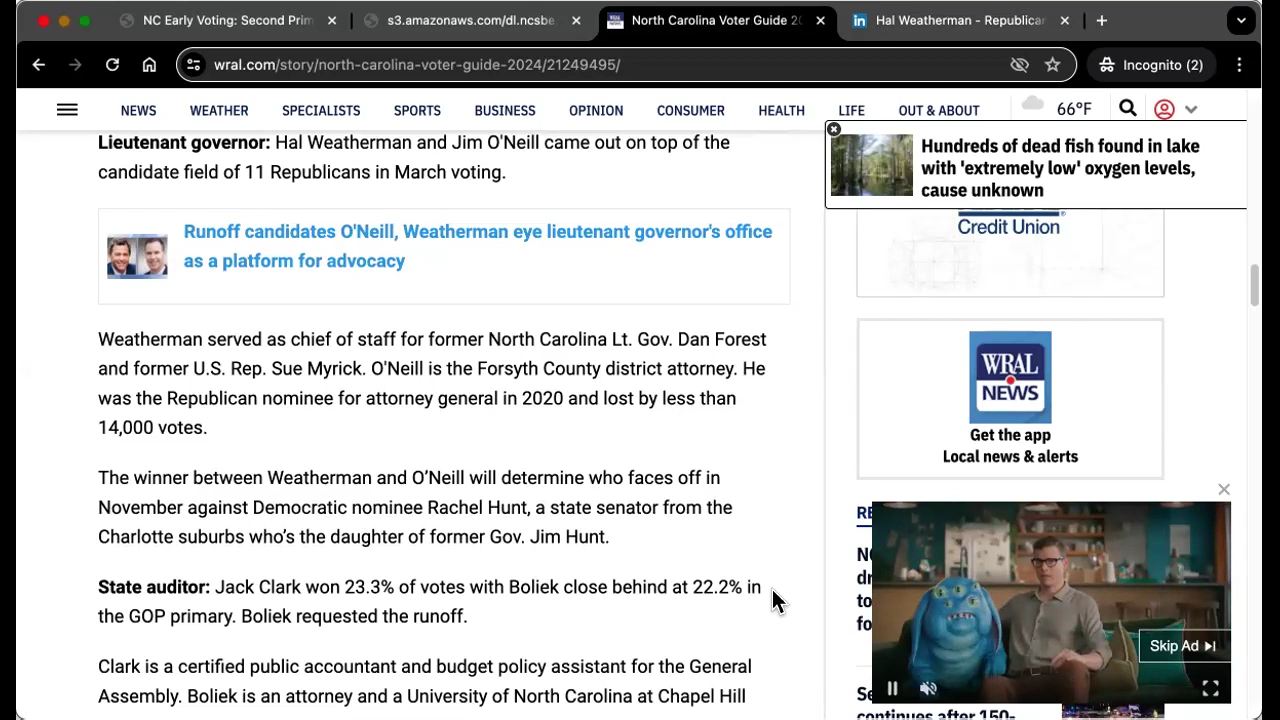 NC Early Voting: Second Prim
s3.amazonaws.com/dl.ncsbe.
North Carolina Voter Guide 20
Hal Weatherman - Republican
wral.com/story/north-carolina-voter-guide-2024/21249495/
Incognito (2)
NEWS WEATHER SPECIALISTS SPORTS BUSINESS OPINION CONSUMER HEALTH LIFE OUT & ABOUT 66°F
Lieutenant governor: Hal Weatherman and Jim O'Neill came out on top of the
candidate field of 11 Republicans in March voting.
Runoff candidates O'Neill, Weatherman eye lieutenant governor's office
as a platform for advocacy
Weatherman served as chief of staff for former North Carolina Lt. Gov. Dan Forest
and former U.S. Rep. Sue Myrick. O'Neill is the Forsyth County district attorney. He
was the Republican nominee for attorney general in 2020 and lost by less than
14,000 votes.
The winner between Weatherman and O’Neill will determine who faces off in
November against Democratic nominee Rachel Hunt, a state senator from the
Charlotte suburbs who’s the daughter of former Gov. Jim Hunt.
State auditor: Jack Clark won 23.3% of votes with Boliek close behind at 22.2% in
the GOP primary. Boliek requested the runoff.
Clark is a certified public accountant and budget policy assistant for the General
Assembly. Boliek is an attorney and a University of North Carolina at Chapel Hill
Hundreds of dead fish found in lake
with 'extremely low' oxygen levels,
cause unknown
Credit Union
WRAL
NEWS
Get the app
Local news & alerts
RE
NC
dr
to
fo
Skip Ad
Se
continues after 150-